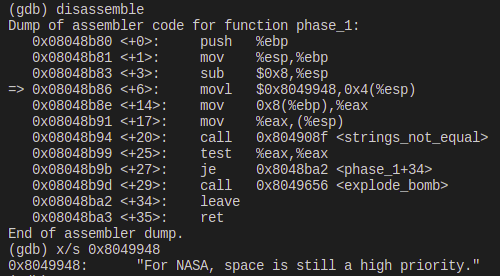 (gdb) disassemble
Dump of assembler code for function phase_1:
   0x08048b80 <+0>:     push   %ebp
   0x08048b81 <+1>:     mov    %esp,%ebp
   0x08048b83 <+3>:     sub    $0x8,%esp
=> 0x08048b86 <+6>:     movl   $0x8049948,0x4(%esp)
   0x08048b8e <+14>:    mov    0x8(%ebp),%eax
   0x08048b91 <+17>:    mov    %eax,(%esp)
   0x08048b94 <+20>:    call   0x804908f <strings_not_equal>
   0x08048b99 <+25>:    test   %eax,%eax
   0x08048b9b <+27>:    je     0x8048ba2 <phase_1+34>
   0x08048b9d <+29>:    call   0x8049656 <explode_bomb>
   0x08048ba2 <+34>:    leave
   0x08048ba3 <+35>:    ret
End of assembler dump.
(gdb) x/s 0x8049948
0x8049948:       "For NASA, space is still a high priority."